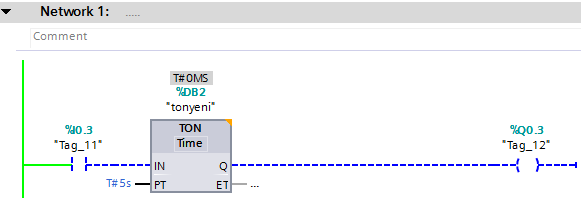 Network 1: .....
Comment
T#0MS
%DB2
"tonyeni"
%I0.3
"Tag_11"
TON
Time
%Q0.3
"Tag_12"
IN Q
T#5s PT ET ...